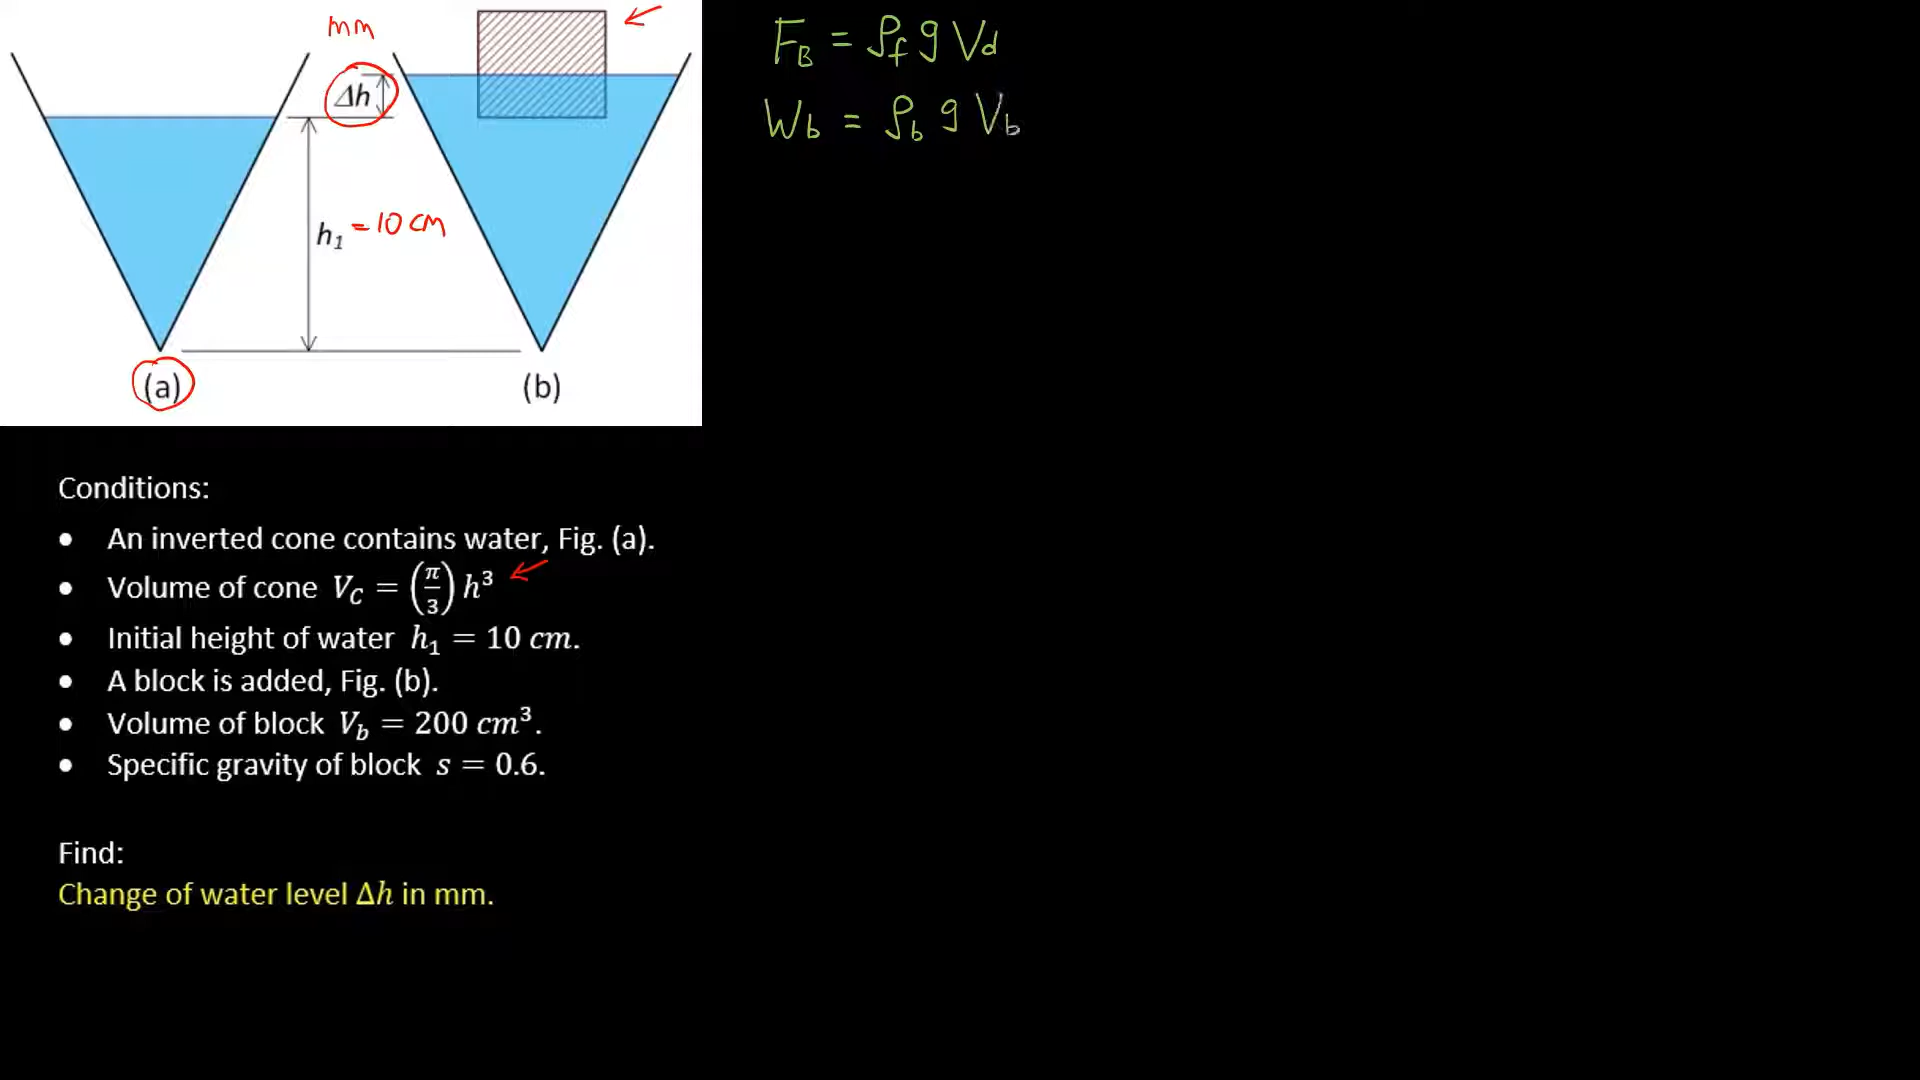 mm
Δh
h₁ = 10 cm
(a)
(b)
F_B = ρ_f g V_d
W_b = ρ_b g V_b
Conditions:
• An inverted cone contains water, Fig. (a).
• Volume of cone V_C = (π/3) h³
• Initial height of water h₁ = 10 cm.
• A block is added, Fig. (b).
• Volume of block V_b = 200 cm³.
• Specific gravity of block s = 0.6.
Find:
Change of water level Δh in mm.